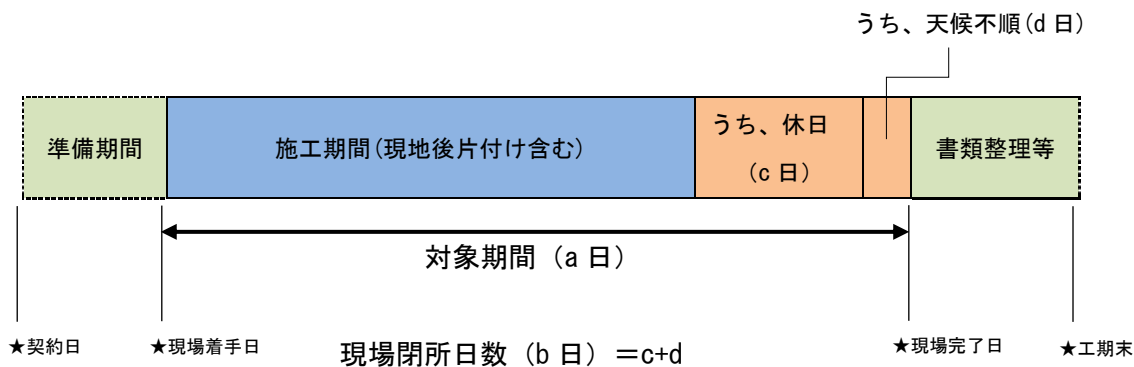 うち、天候不順(d 日)
準備期間
施工期間(現地後片付け含む)
うち、休日
(c 日)
書類整理等
対象期間（a 日）
★契約日
★現場着手日
現場閉所日数（b 日）＝c+d
★現場完了日
★工期末